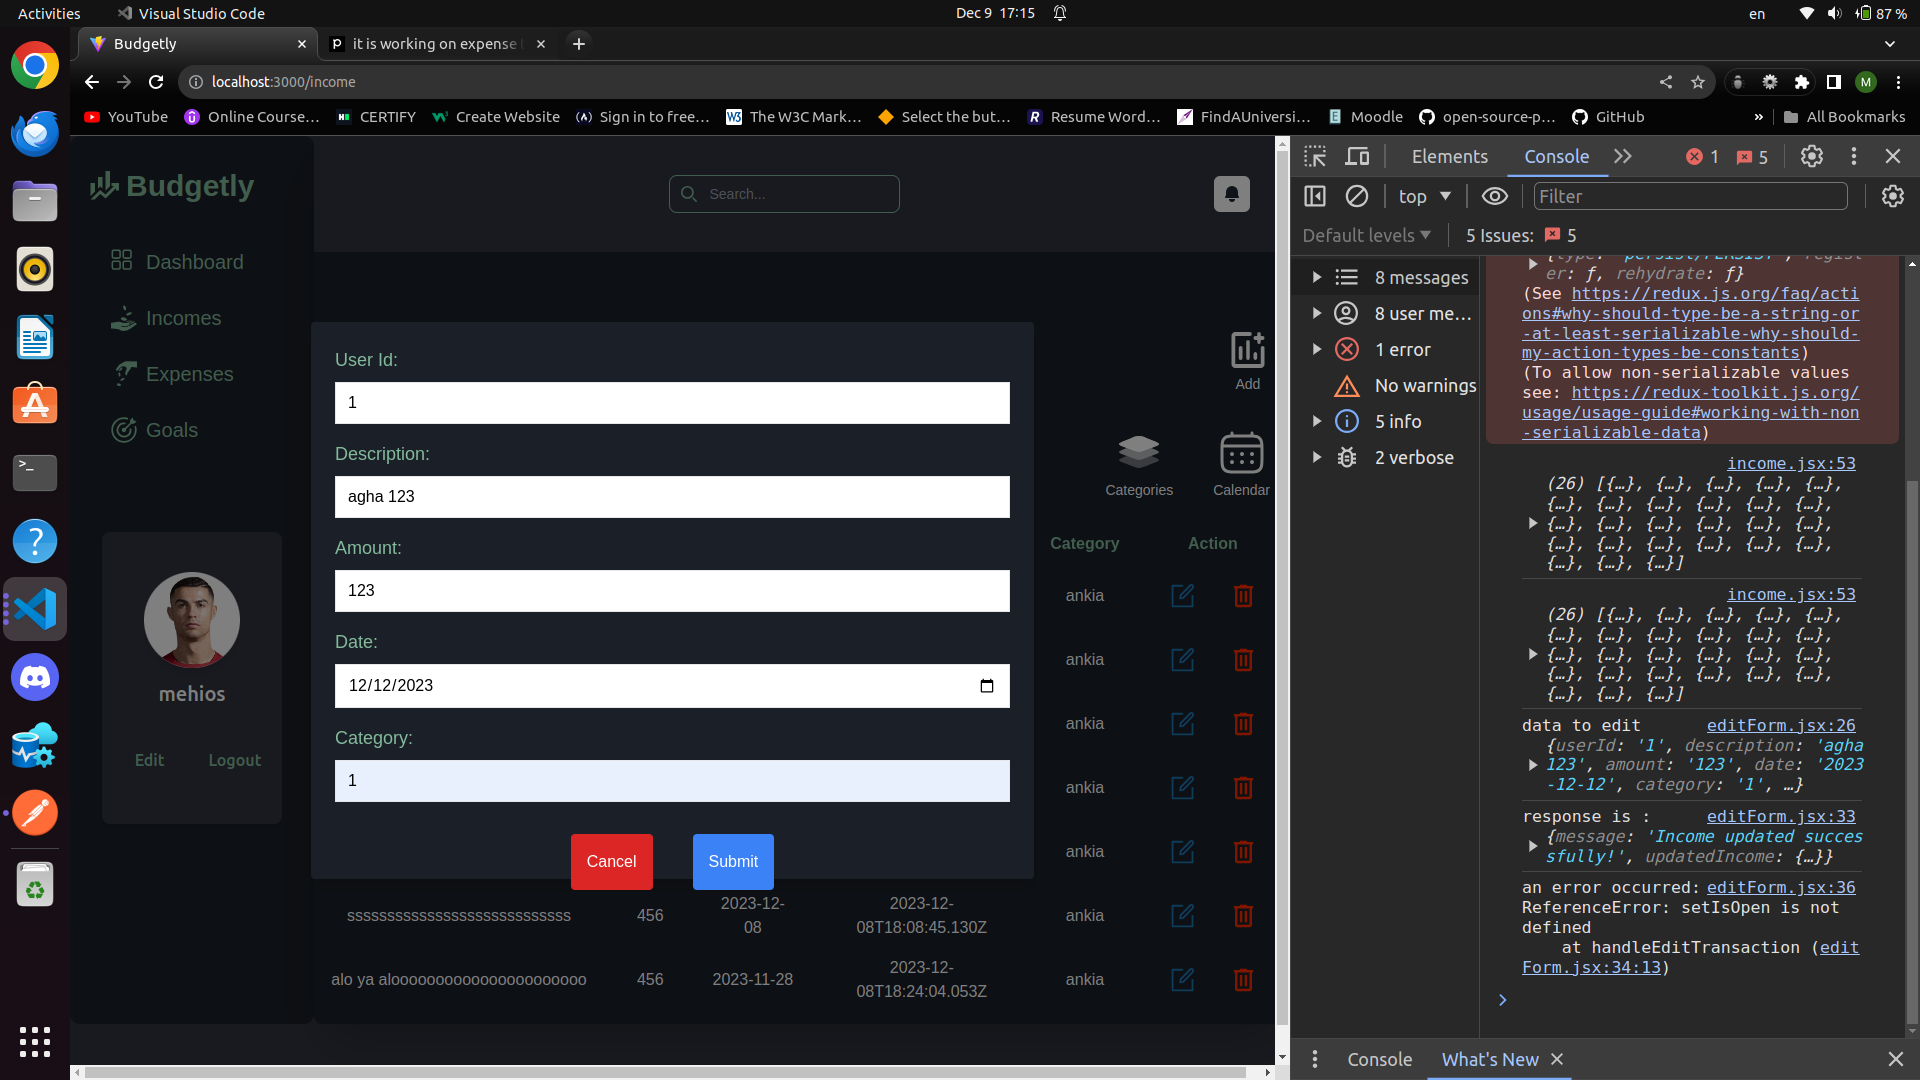 Activities
Visual Studio Code
Dec 9 17:15
en
87 %
Budgetly
it is working on expense
localhost:3000/income
M
YouTube
Online Course…
CERTIFY
Create Website
Sign in to free…
The W3C Mark…
Select the but…
Resume Word…
FindAUniversi…
Moodle
open-source-p…
GitHub
»
All Bookmarks
Budgetly
Dashboard
Incomes
Expenses
Goals
mehios
Edit
Logout
Search...
Add
Categories
Calendar
Category
Action
ankia
ankia
ankia
ankia
ankia
User Id:
1
Description:
agha 123
Amount:
123
Date:
12/12/2023
Category:
1
Cancel
Submit
ssssssssssssssssssssssssssss 456 2023-12-08 2023-12-08T18:08:45.130Z ankia
alo ya alooooooooooooooooooooooo 456 2023-11-28 2023-12-08T18:24:04.053Z ankia
Elements
Console
1
5
top
Filter
Default levels
5 Issues:
5
8 messages
8 user me…
1 error
No warnings
5 info
2 verbose
er: ƒ, rehydrate: ƒ}
(See https://redux.js.org/faq/acti
ons#why-should-type-be-a-string-or
-at-least-serializable-why-should-
my-action-types-be-constants)
(To allow non-serializable values
see: https://redux-toolkit.js.org/
usage/usage-guide#working-with-non
-serializable-data)
income.jsx:53
(26) [{…}, {…}, {…}, {…}, {…},
{…}, {…}, {…}, {…}, {…}, {…},
{…}, {…}, {…}, {…}, {…}, {…},
{…}, {…}, {…}, {…}, {…}, {…},
{…}, {…}, {…}]
income.jsx:53
(26) [{…}, {…}, {…}, {…}, {…},
{…}, {…}, {…}, {…}, {…}, {…},
{…}, {…}, {…}, {…}, {…}, {…},
{…}, {…}, {…}, {…}, {…}, {…},
{…}, {…}, {…}]
data to edit editForm.jsx:26
{userId: '1', description: 'agha
123', amount: '123', date: '2023
-12-12', category: '1', …}
response is : editForm.jsx:33
{message: 'Income updated succes
sfully!', updatedIncome: {…}}
an error occurred: editForm.jsx:36
ReferenceError: setIsOpen is not
defined
at handleEditTransaction (edit
Form.jsx:34:13)
Console
What's New